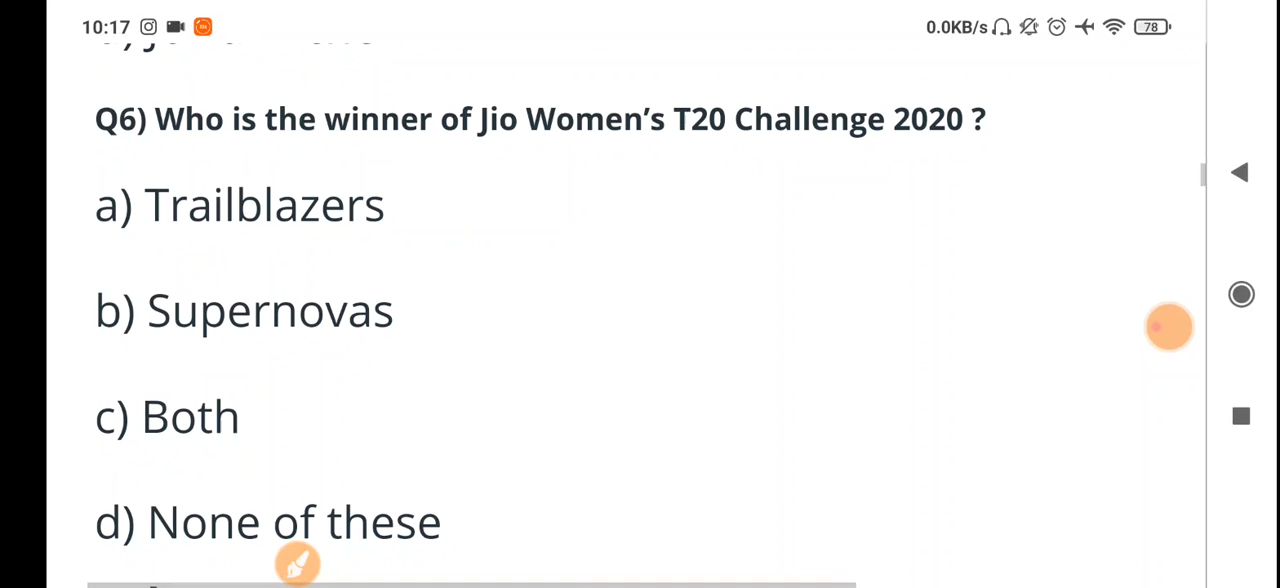 10:17
0.0KB/s
78
Q6) Who is the winner of Jio Women’s T20 Challenge 2020 ?
a) Trailblazers
b) Supernovas
c) Both
d) None of these